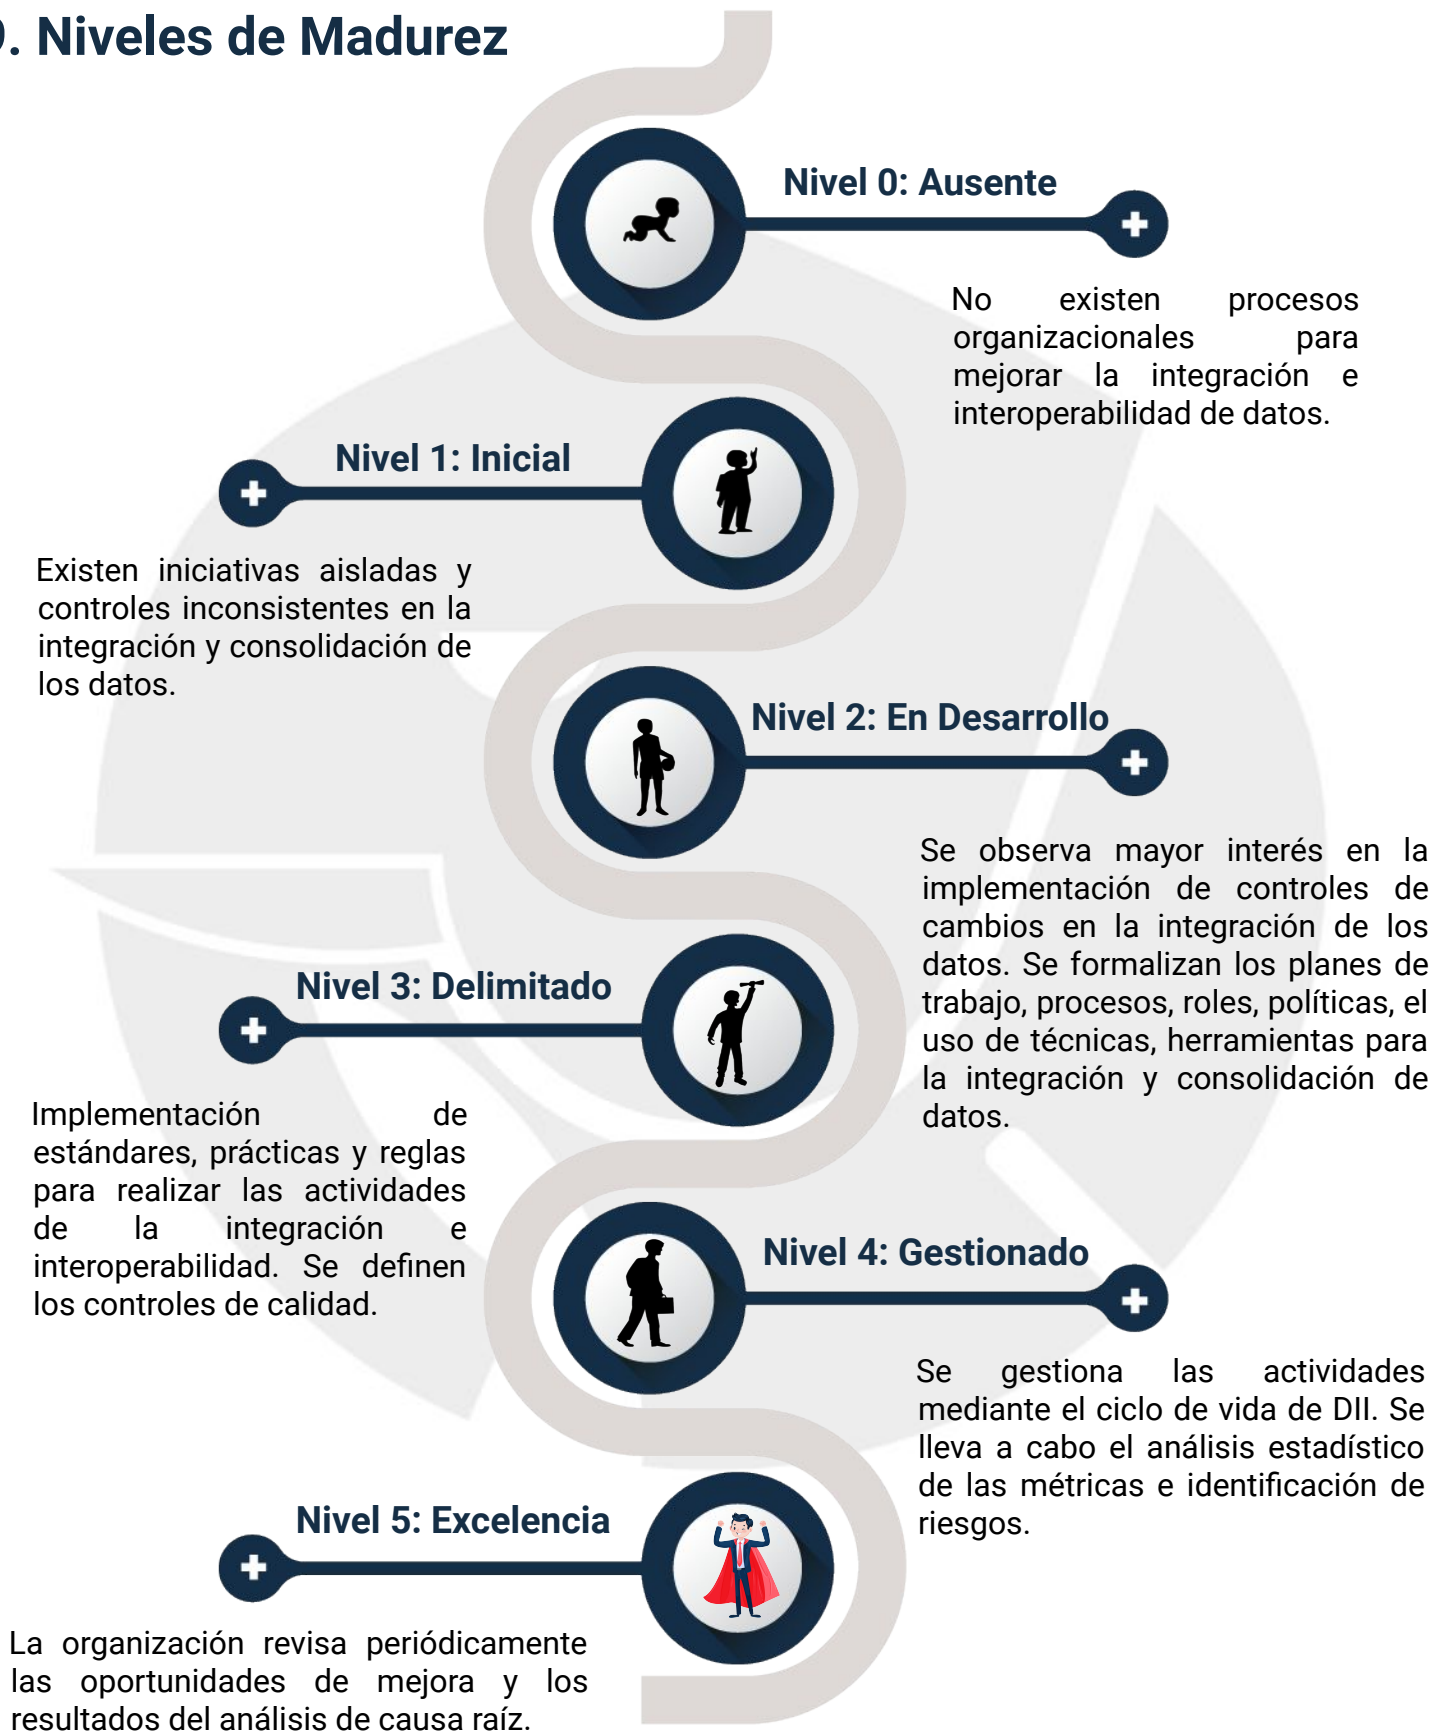 9. Niveles de Madurez
Nivel 0: Ausente
No existen procesos
organizacionales para
mejorar la integración e
interoperabilidad de datos.
Nivel 1: Inicial
Existen iniciativas aisladas y
controles inconsistentes en la
integración y consolidación de
los datos.
Nivel 2: En Desarrollo
Se observa mayor interés en la
implementación de controles de
cambios en la integración de los
datos. Se formalizan los planes de
trabajo, procesos, roles, políticas, el
uso de técnicas, herramientas para
la integración y consolidación de
datos.
Nivel 3: Delimitado
Implementación de
estándares, prácticas y reglas
para realizar las actividades
de la integración e
interoperabilidad. Se definen
los controles de calidad.
Nivel 4: Gestionado
Se gestiona las actividades
mediante el ciclo de vida de DII. Se
lleva a cabo el análisis estadístico
de las métricas e identificación de
riesgos.
Nivel 5: Excelencia
La organización revisa periódicamente
las oportunidades de mejora y los
resultados del análisis de causa raíz.